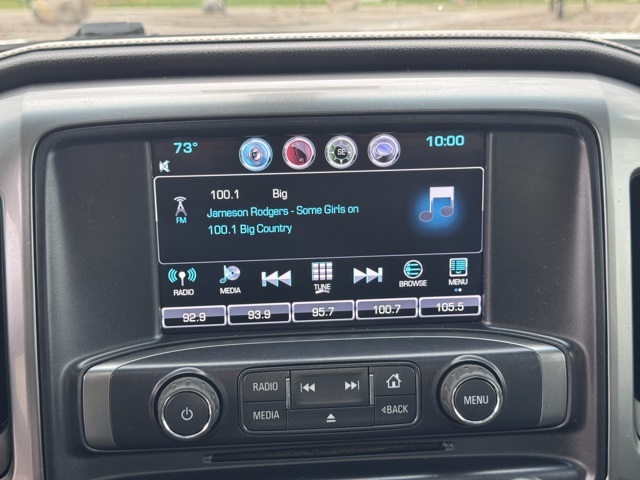 73°
SE
10:00
100.1 Big
FM
Jameson Rodgers - Some Girls on
100.1 Big Country
RADIO MEDIA TUNE BROWSE MENU
92.9 93.9 95.7 100.7 105.5
RADIO
MEDIA
BACK
MENU